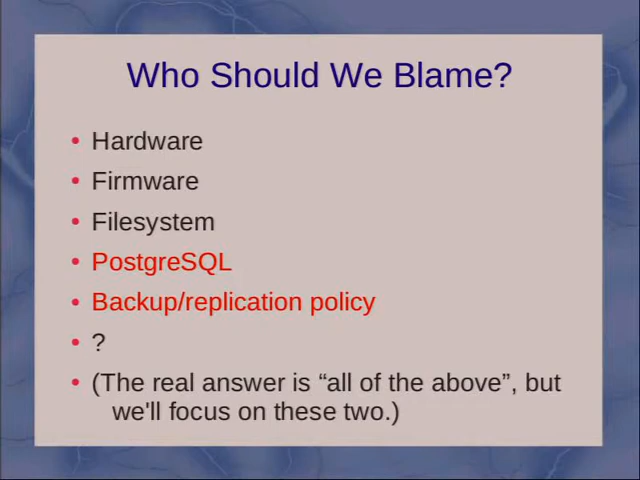 Who Should We Blame?
• Hardware
• Firmware
• Filesystem
• PostgreSQL
• Backup/replication policy
• ?
• (The real answer is “all of the above”, but
we'll focus on these two.)